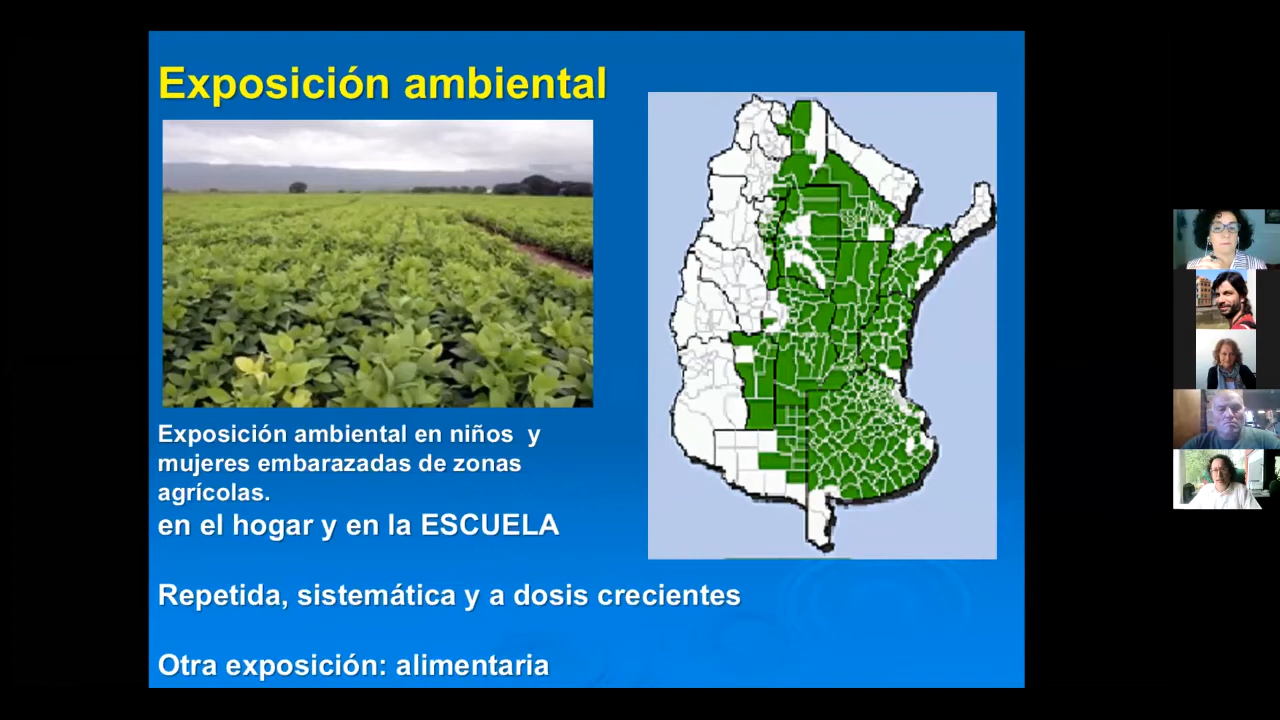 Exposición ambiental
Exposición ambiental en niños y
mujeres embarazadas de zonas
agrícolas.
en el hogar y en la ESCUELA
Repetida, sistemática y a dosis crecientes
Otra exposición: alimentaria